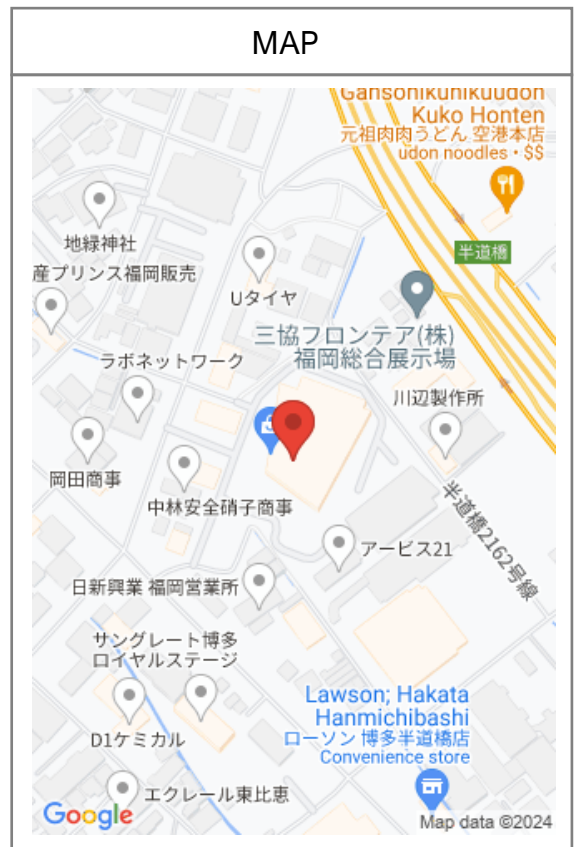 MAP
Gansonikunikuudon
Kuko Honten
元祖肉肉うどん 空港本店
udon noodles • $$
半道橋
地緑神社
産プリンス福岡販売
Uタイヤ
三協フロンテア(株)
福岡総合展示場
ラボネットワーク
川辺製作所
岡田商事
中林安全硝子商事
半道橋2162号線
アービス21
日新興業 福岡営業所
サングレート博多
ロイヤルステージ
Lawson; Hakata
Hanmichibashi
ローソン 博多半道橋店
Convenience store
D1ケミカル
エクレール東比恵
Google
Map data ©2024